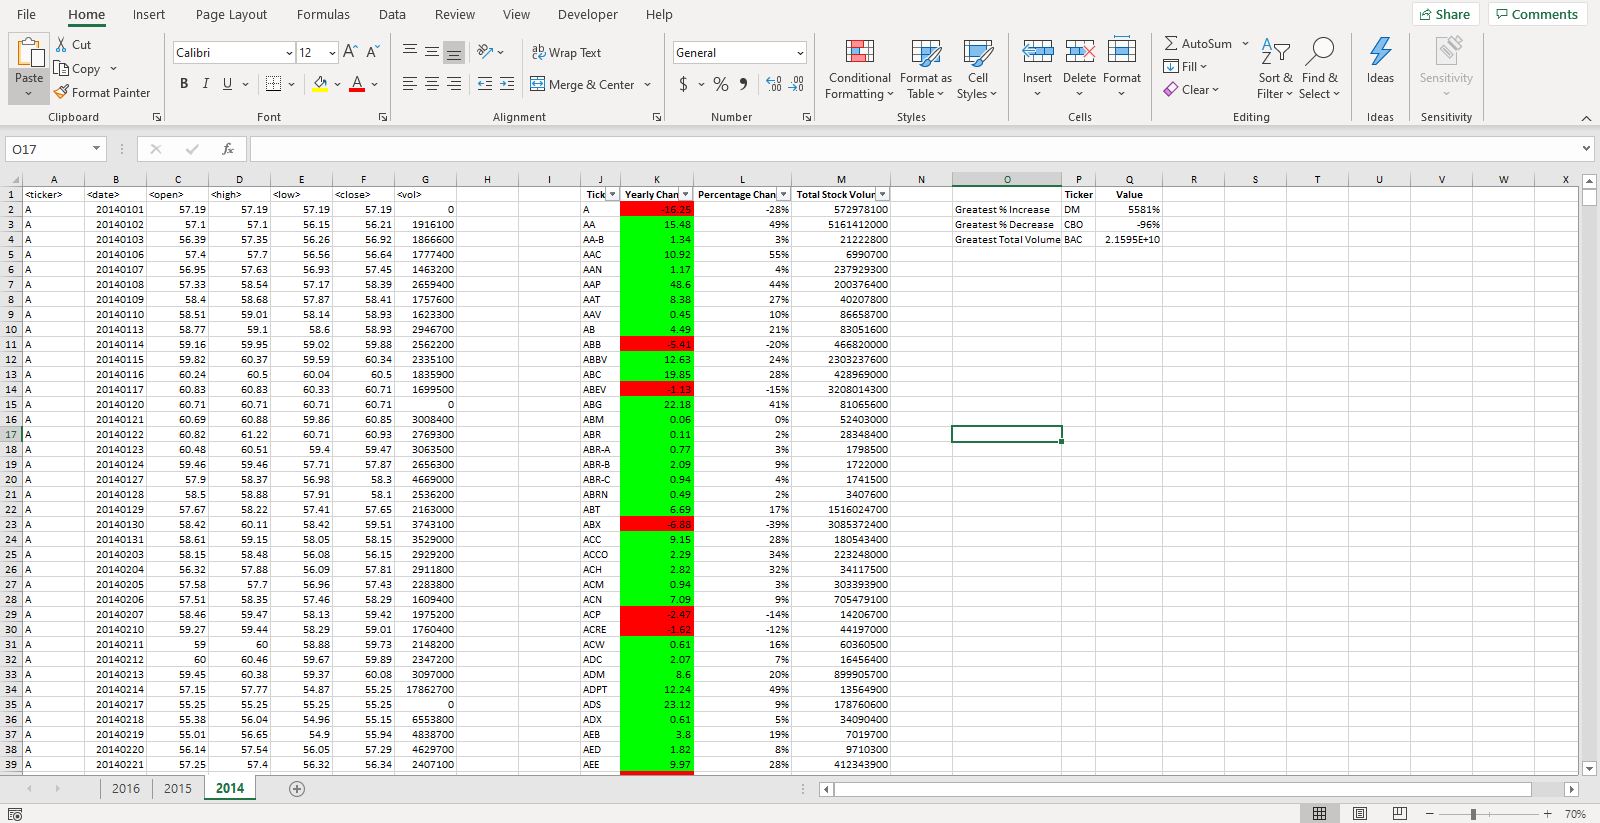 File Home Insert Page Layout Formulas Data Review View Developer Help Share Comments
Paste Cut Copy Format Painter Clipboard
Calibri 12 A A B I U A Font
ab Wrap Text Merge & Center Alignment
General $ % Number
Conditional Formatting Format as Table Cell Styles Styles
Insert Delete Format Cells
AutoSum Fill Clear Sort & Filter Find & Select Editing
Ideas Ideas
Sensitivity Sensitivity
O17 fx
A B C D E F G H I J K L M N O P Q R S T U V W X
1 <ticker> <date> <open> <high> <low> <close> <vol> Tick Yearly Chan Percentage Chan Total Stock Volur Ticker Value
2 A 20140101 57.19 57.19 57.19 57.19 0 A -16.25 -28% 572978100 Greatest % Increase DM 5581%
3 A 20140102 57.1 57.1 56.15 56.21 1916100 AA 15.48 49% 5161412000 Greatest % Decrease CBO -96%
4 A 20140103 56.39 57.35 56.26 56.92 1866600 AA-B 1.34 3% 21222800 Greatest Total Volume BAC 2.1595E+10
5 A 20140106 57.4 57.7 56.56 56.64 1777400 AAC 10.92 55% 6990700
6 A 20140107 56.95 57.63 56.93 57.45 1463200 AAN 1.17 4% 237929300
7 A 20140108 57.33 58.54 57.17 58.39 2659400 AAP 48.6 44% 200376400
8 A 20140109 58.4 58.68 57.87 58.41 1757600 AAT 8.38 27% 40207800
9 A 20140110 58.51 59.01 58.14 58.93 1623300 AAV 0.45 10% 86658700
10 A 20140113 58.77 59.1 58.6 58.93 2946700 AB 4.49 21% 83051600
11 A 20140114 59.16 59.95 59.02 59.88 2562200 ABB -5.41 -20% 466820000
12 A 20140115 59.82 60.37 59.59 60.34 2335100 ABBV 12.63 24% 2303237600
13 A 20140116 60.24 60.5 60.04 60.5 1835900 ABC 19.85 28% 428969000
14 A 20140117 60.83 60.83 60.33 60.71 1699500 ABEV -1.13 -15% 3208014300
15 A 20140120 60.71 60.71 60.71 60.71 0 ABG 22.18 41% 81065600
16 A 20140121 60.69 60.88 59.86 60.85 3008400 ABM 0.06 0% 52403000
17 A 20140122 60.82 61.22 60.71 60.93 2769300 ABR 0.11 2% 28348400
18 A 20140123 60.48 60.51 59.4 59.47 3063500 ABR-A 0.77 3% 1798500
19 A 20140124 59.46 59.46 57.71 57.87 2656300 ABR-B 2.09 9% 1722000
20 A 20140127 57.9 58.37 56.98 58.3 4669000 ABR-C 0.94 4% 1741500
21 A 20140128 58.5 58.88 57.91 58.1 2536200 ABRN 0.49 2% 3407600
22 A 20140129 57.67 58.22 57.41 57.65 2163000 ABT 6.69 17% 1516024700
23 A 20140130 58.42 60.11 58.42 59.51 3743100 ABX -6.88 -39% 3085372400
24 A 20140131 58.61 59.15 58.05 58.15 3529000 ACC 9.15 28% 180543400
25 A 20140203 58.15 58.48 56.08 56.15 2929200 ACCO 2.29 34% 223248000
26 A 20140204 56.32 57.88 56.09 57.81 2911800 ACH 2.82 32% 34117500
27 A 20140205 57.58 57.7 56.96 57.43 2283800 ACM 0.94 3% 303393900
28 A 20140206 57.51 58.35 57.46 58.29 1609400 ACN 7.09 9% 705479100
29 A 20140207 58.46 59.47 58.13 59.42 1975200 ACP -2.47 -14% 14206700
30 A 20140210 59.27 59.44 58.29 59.01 1760400 ACRE -1.62 -12% 44197000
31 A 20140211 59 60 58.88 59.73 2148200 ACW 0.61 16% 60360500
32 A 20140212 60 60.46 59.67 59.89 2347200 ADC 2.07 7% 16456400
33 A 20140213 59.45 60.38 59.37 60.08 3097000 ADM 8.6 20% 899905700
34 A 20140214 57.15 57.77 54.87 55.25 17862700 ADPT 12.24 49% 13564900
35 A 20140217 55.25 55.25 55.25 55.25 0 ADS 23.12 9% 178760600
36 A 20140218 55.38 56.04 54.96 55.15 6553800 ADX 0.61 5% 34090400
37 A 20140219 55.01 56.65 54.9 55.94 4838700 AEB 3.8 19% 7019700
38 A 20140220 56.14 57.54 56.05 57.29 4629700 AED 1.82 8% 9710300
39 A 20140221 57.25 57.4 56.32 56.34 2407100 AEE 9.97 28% 412343900
2016 2015 2014
70%